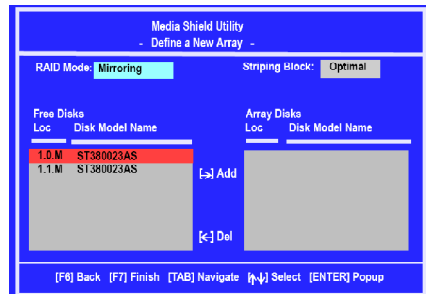 Media Shield Utility
- Define a New Array -
RAID Mode: Mirroring Striping Block: Optimal
Free Disks Array Disks
Loc Disk Model Name Loc Disk Model Name
1.0.M ST380023AS
1.1.M ST380023AS
[→] Add
[←] Del
[F6] Back [F7] Finish [TAB] Navigate [↑↓] Select [ENTER] Popup